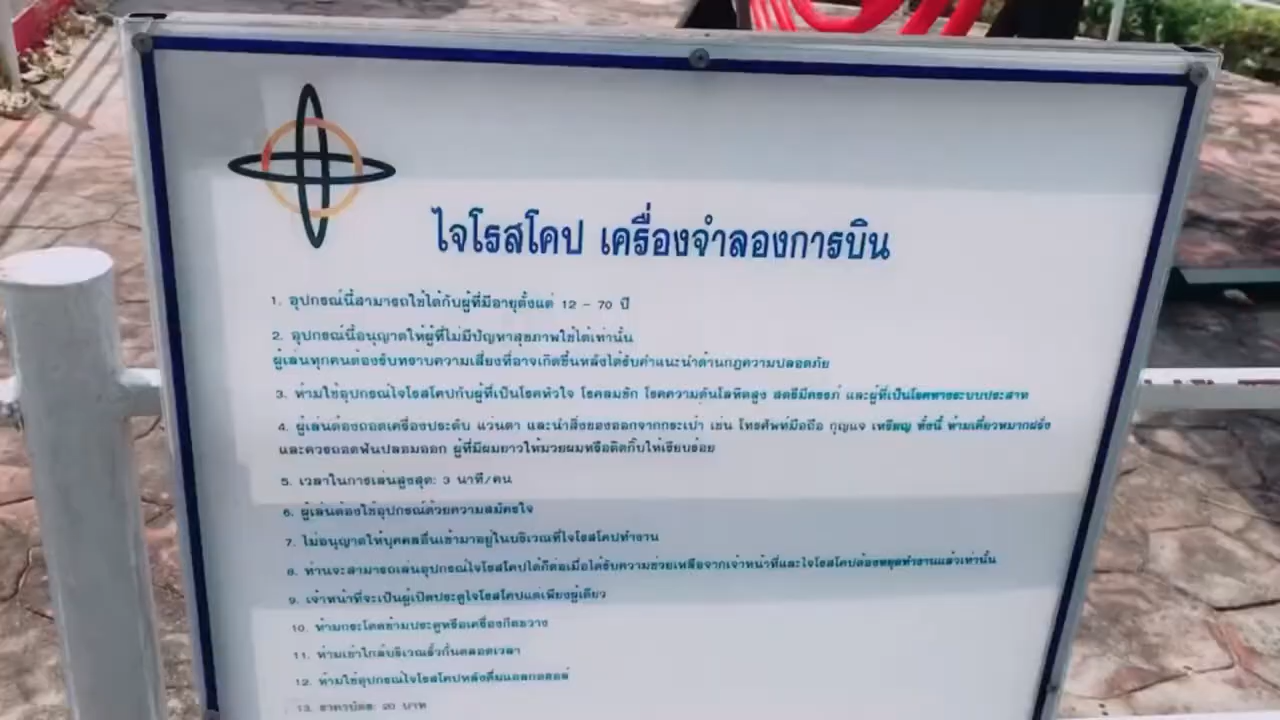 ไจโรสโคป เครื่องจำลองการบิน
1. อุปกรณ์นี้สามารถใช้ได้กับผู้ที่มีอายุตั้งแต่ 12 - 70 ปี
2. อุปกรณ์นี้อนุญาตให้ผู้ที่ไม่มีปัญหาสุขภาพใช้ได้เท่านั้น
ผู้เล่นทุกคนต้องรับทราบความเสี่ยงที่อาจเกิดขึ้นหลังได้รับคำแนะนำด้านกฎความปลอดภัย
3. ห้ามใช้อุปกรณ์ไจโรสโคปกับผู้ที่เป็นโรคหัวใจ โรคลมชัก โรคความดันโลหิตสูง สตรีมีครรภ์ และผู้ที่เป็นโรคทางระบบประสาท
4. ผู้เล่นต้องถอดเครื่องประดับ แว่นตา และนำสิ่งของออกจากกระเป๋า เช่น โทรศัพท์มือถือ กุญแจ เหรียญ ทั้งนี้ ห้ามเคี้ยวหมากฝรั่ง
และควรถอดฟันปลอมออก ผู้ที่มีผมยาวให้มวยผมหรือติดกิ๊บให้เรียบร้อย
5. เวลาในการเล่นสูงสุด: 3 นาที/คน
6. ผู้เล่นต้องใช้อุปกรณ์ด้วยความสมัครใจ
7. ไม่อนุญาตให้บุคคลอื่นเข้ามาอยู่ในบริเวณที่ไจโรสโคปทำงาน
8. ท่านจะสามารถเล่นอุปกรณ์ไจโรสโคปได้ก็ต่อเมื่อได้รับความช่วยเหลือจากเจ้าหน้าที่และไจโรสโคปต้องหยุดทำงานแล้วเท่านั้น
9. เจ้าหน้าที่จะเป็นผู้เปิดประตูไจโรสโคปแต่เพียงผู้เดียว
10. ห้ามกระโดดข้ามประตูหรือเครื่องกีดขวาง
11. ห้ามเข้าใกล้บริเวณรั้วกั้นตลอดเวลา
12. ห้ามใช้อุปกรณ์ไจโรสโคปหลังดื่มแอลกอฮอล์
13. ราคาบัตร: 20 บาท